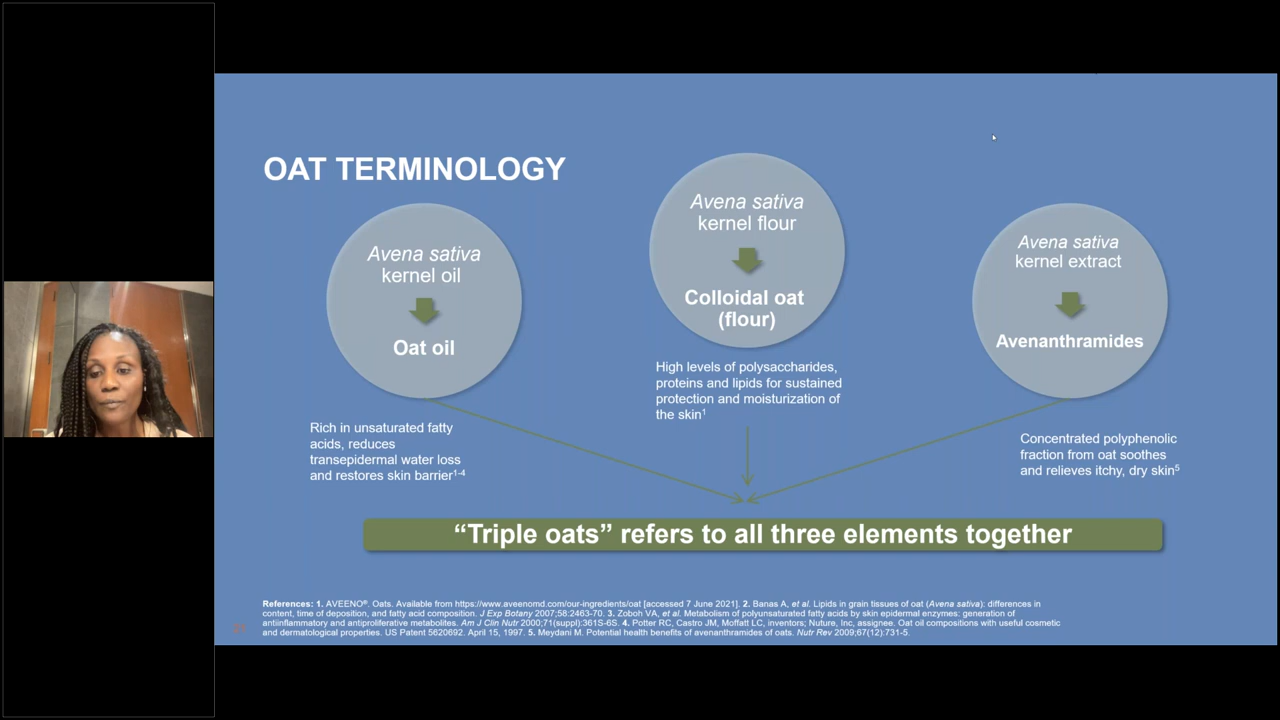 OAT TERMINOLOGY
Avena sativa
kernel oil
Oat oil
Rich in unsaturated fatty
acids, reduces
transepidermal water loss
and restores skin barrier1-4
Avena sativa
kernel flour
Colloidal oat
(flour)
High levels of polysaccharides,
proteins and lipids for sustained
protection and moisturization of
the skin1
Avena sativa
kernel extract
Avenanthramides
Concentrated polyphenolic
fraction from oat soothes
and relieves itchy, dry skin5
“Triple oats” refers to all three elements together
References: 1. AVEENO®. Oats. Available from https://www.aveenomd.com/our-ingredients/oat [accessed 7 June 2021]. 2. Banas A, et al. Lipids in grain tissues of oat (Avena sativa): differences in
content, time of deposition, and fatty acid composition. J Exp Botany 2007;58:2463-70. 3. Zoboh VA, et al. Metabolism of polyunsaturated fatty acids by skin epidermal enzymes: generation of
antiinflammatory and antiproliferative metabolites. Am J Clin Nutr 2000;71(suppl):361S-6S. 4. Potter RC, Castro JM, Moffatt LC, inventors; Nuture, Inc, assignee. Oat oil compositions with useful cosmetic
and dermatological properties. US Patent 5620692. April 15, 1997. 5. Meydani M. Potential health benefits of avenanthramides of oats. Nutr Rev 2009;67(12):731-5.